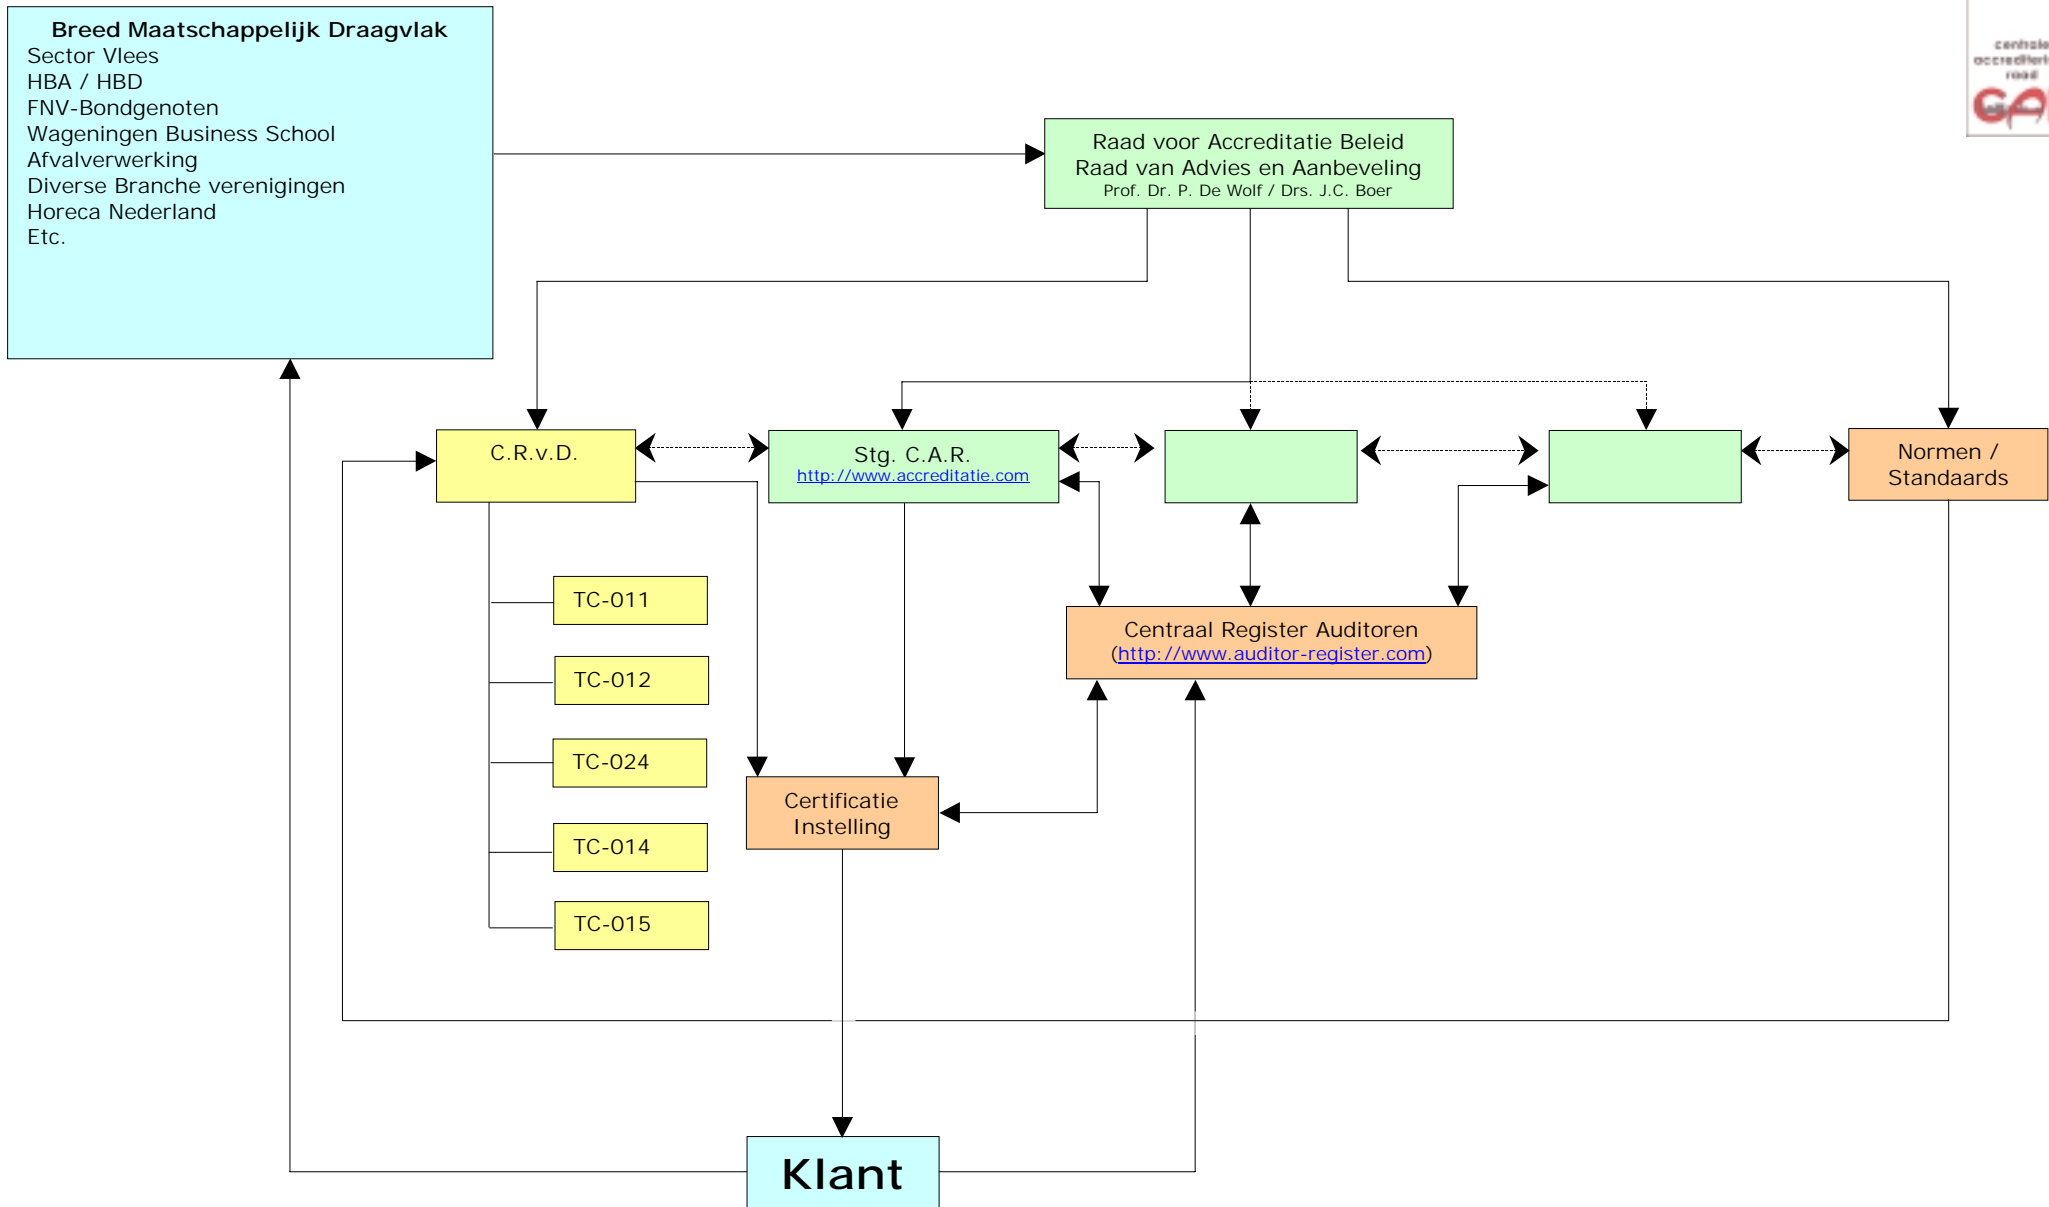 Breed Maatschappelijk Draagvlak
Sector Vlees
HBA / HBD
FNV-Bondgenoten
Wageningen Business School
Afvalverwerking
Diverse Branche verenigingen
Horeca Nederland
Etc.
centrale
raad
Raad voor Accreditatie Beleid
Raad van Advies en Aanbeveling
Prof. Dr. P. De Wolf / Drs. J.C. Boer
C.R.v.D.
Stg. C.A.R.
http://www.accreditatie.com
Normen /
Standaards
TC-011
TC-012
TC-024
TC-014
TC-015
Centraal Register Auditoren
(http://www.auditor-register.com)
Certificatie
Instelling
Klant